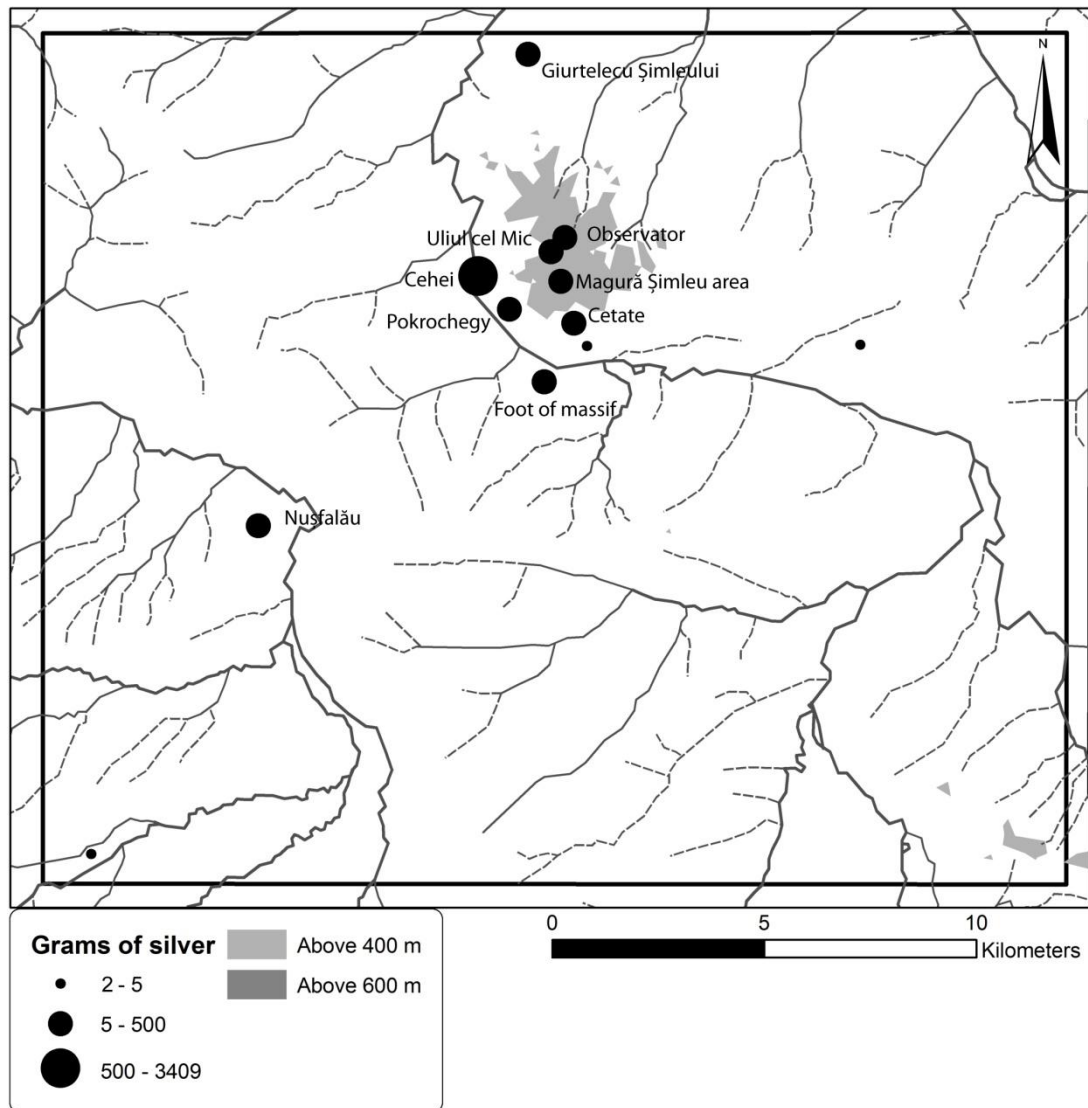 N
Giurtelecu Şimleului
Uliul cel Mic
Observator
Cehei
Magură Şimleu area
Pokrochegy
Cetate
Foot of massif
Nuşfalău
Grams of silver
2 - 5
5 - 500
500 - 3409
Above 400 m
Above 600 m
0 5 10
Kilometers